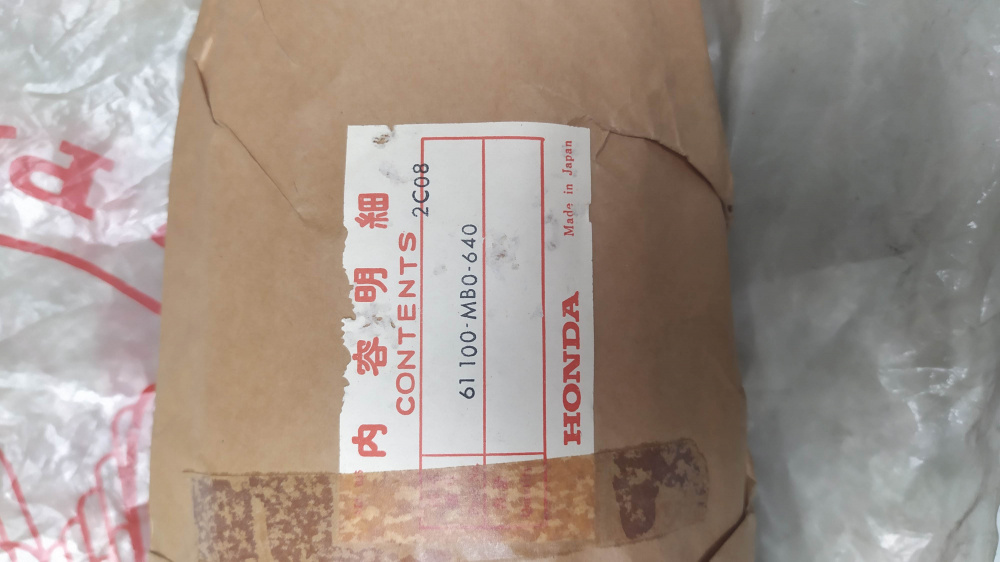 内容明細
CONTENTS 2C08
61100-MB0-640
HONDA Made in Japan